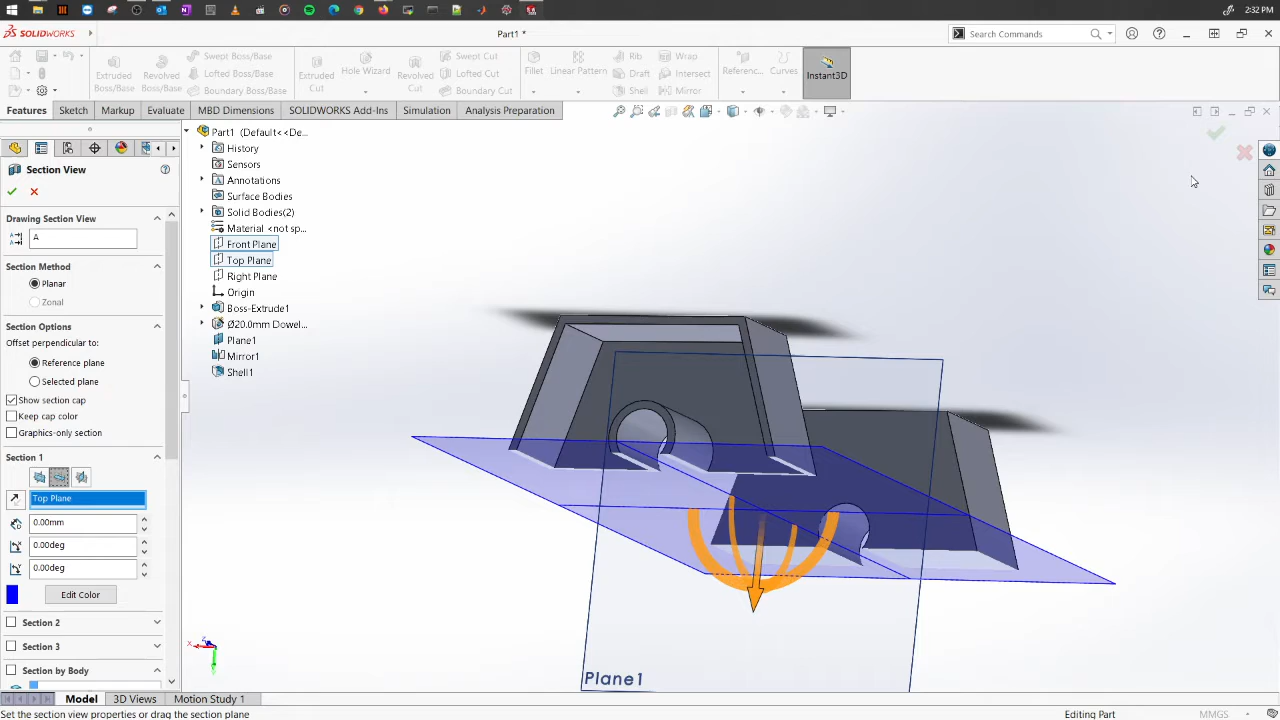 2:32 PM
SOLIDWORKS
Part1 *
Search Commands
Extruded Boss/Base
Revolved Boss/Base
Swept Boss/Base
Lofted Boss/Base
Boundary Boss/Base
Extruded Cut
Hole Wizard
Revolved Cut
Swept Cut
Lofted Cut
Boundary Cut
Fillet
Linear Pattern
Rib
Draft
Shell
Wrap
Intersect
Mirror
Referenc...
Curves
Instant3D
Features
Sketch
Markup
Evaluate
MBD Dimensions
SOLIDWORKS Add-Ins
Simulation
Analysis Preparation
Section View
Drawing Section View
A
Section Method
Planar
Zonal
Section Options
Offset perpendicular to:
Reference plane
Selected plane
Show section cap
Keep cap color
Graphics-only section
Section 1
Top Plane
0.00mm
0.00deg
0.00deg
Edit Color
Section 2
Section 3
Section by Body
Part1 (Default<<De...
History
Sensors
Annotations
Surface Bodies
Solid Bodies(2)
Material <not sp...
Front Plane
Top Plane
Right Plane
Origin
Boss-Extrude1
Ø20.0mm Dowel...
Plane1
Mirror1
Shell1
Plane1
X
Z
Model
3D Views
Motion Study 1
Set the section view properties or drag the section plane
Editing Part
MMGS